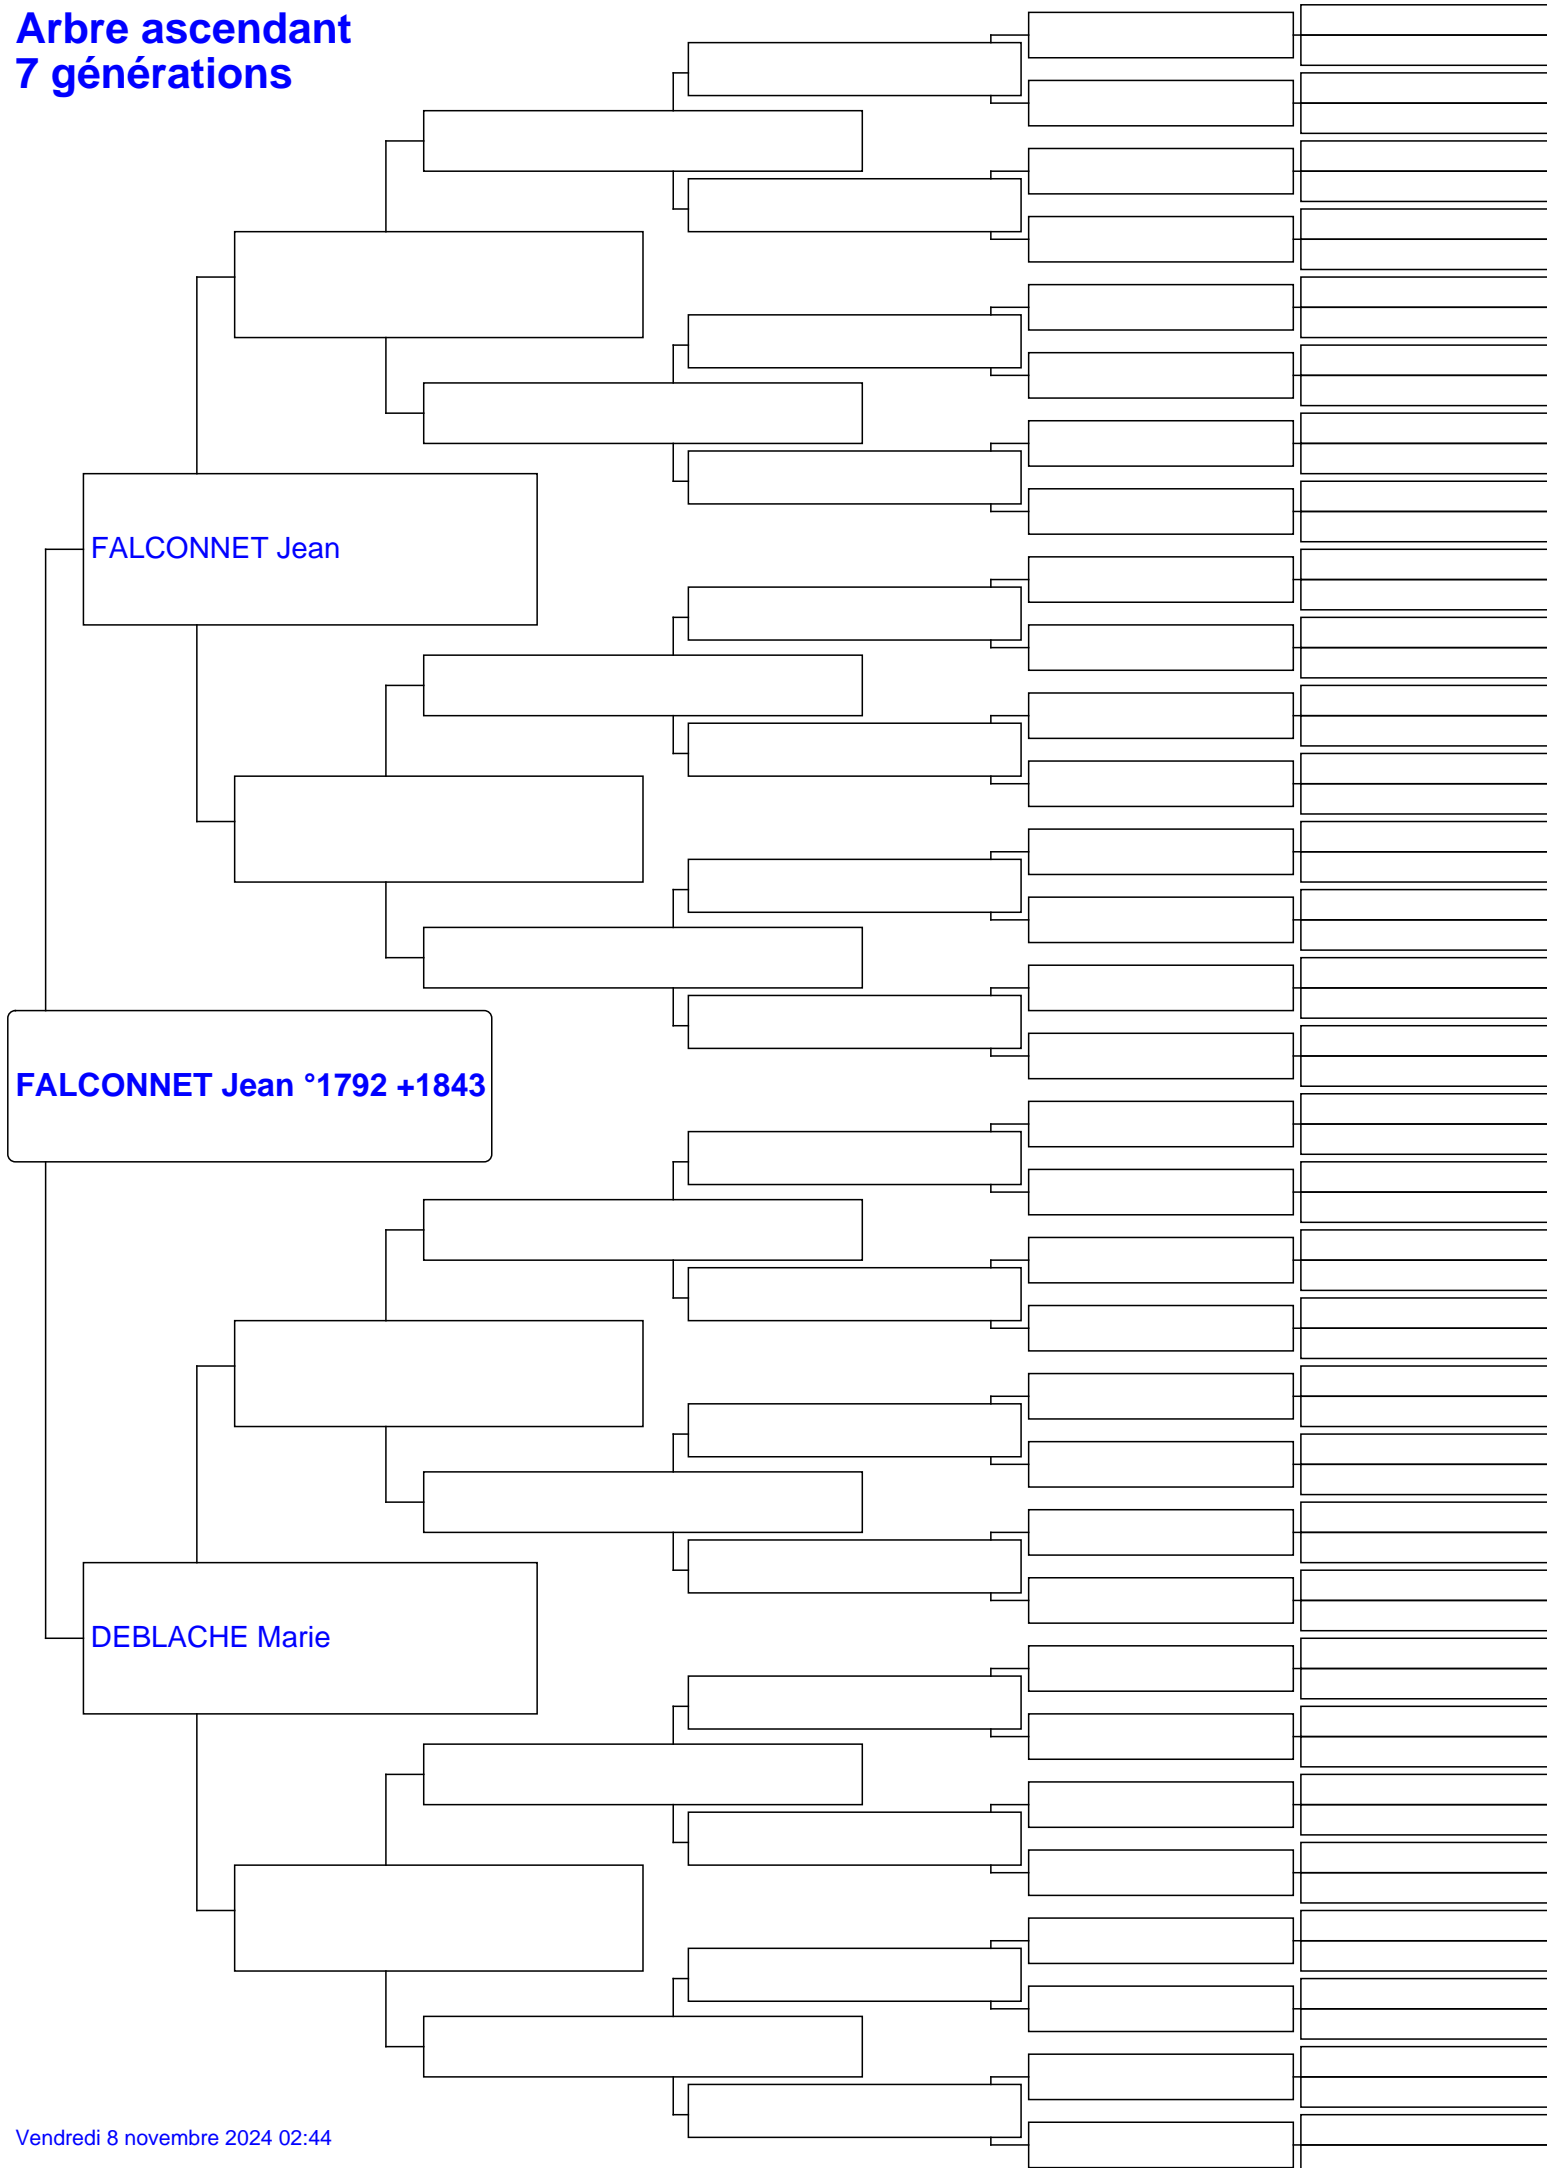 Arbre ascendant
7 générations
FALCONNET Jean
FALCONNET Jean °1792 +1843
DEBLACHE Marie
Vendredi 8 novembre 2024 02:44